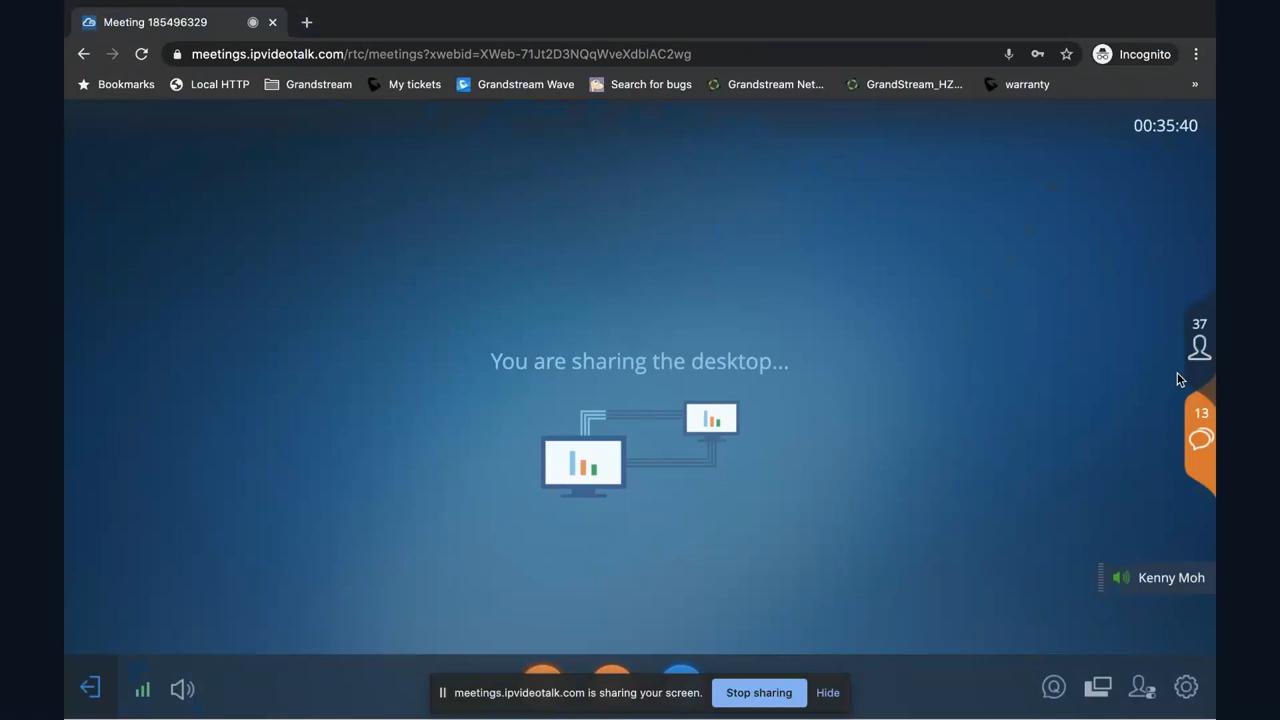 Meeting 185496329
meetings.ipvideotalk.com/rtc/meetings?xwebid=XWeb-71Jt2D3NQqWveXdblAC2wg
Incognito
Bookmarks Local HTTP Grandstream My tickets Grandstream Wave Search for bugs Grandstream Net... GrandStream_HZ... warranty »
00:35:40
37
You are sharing the desktop...
13
Kenny Moh
meetings.ipvideotalk.com is sharing your screen. Stop sharing Hide